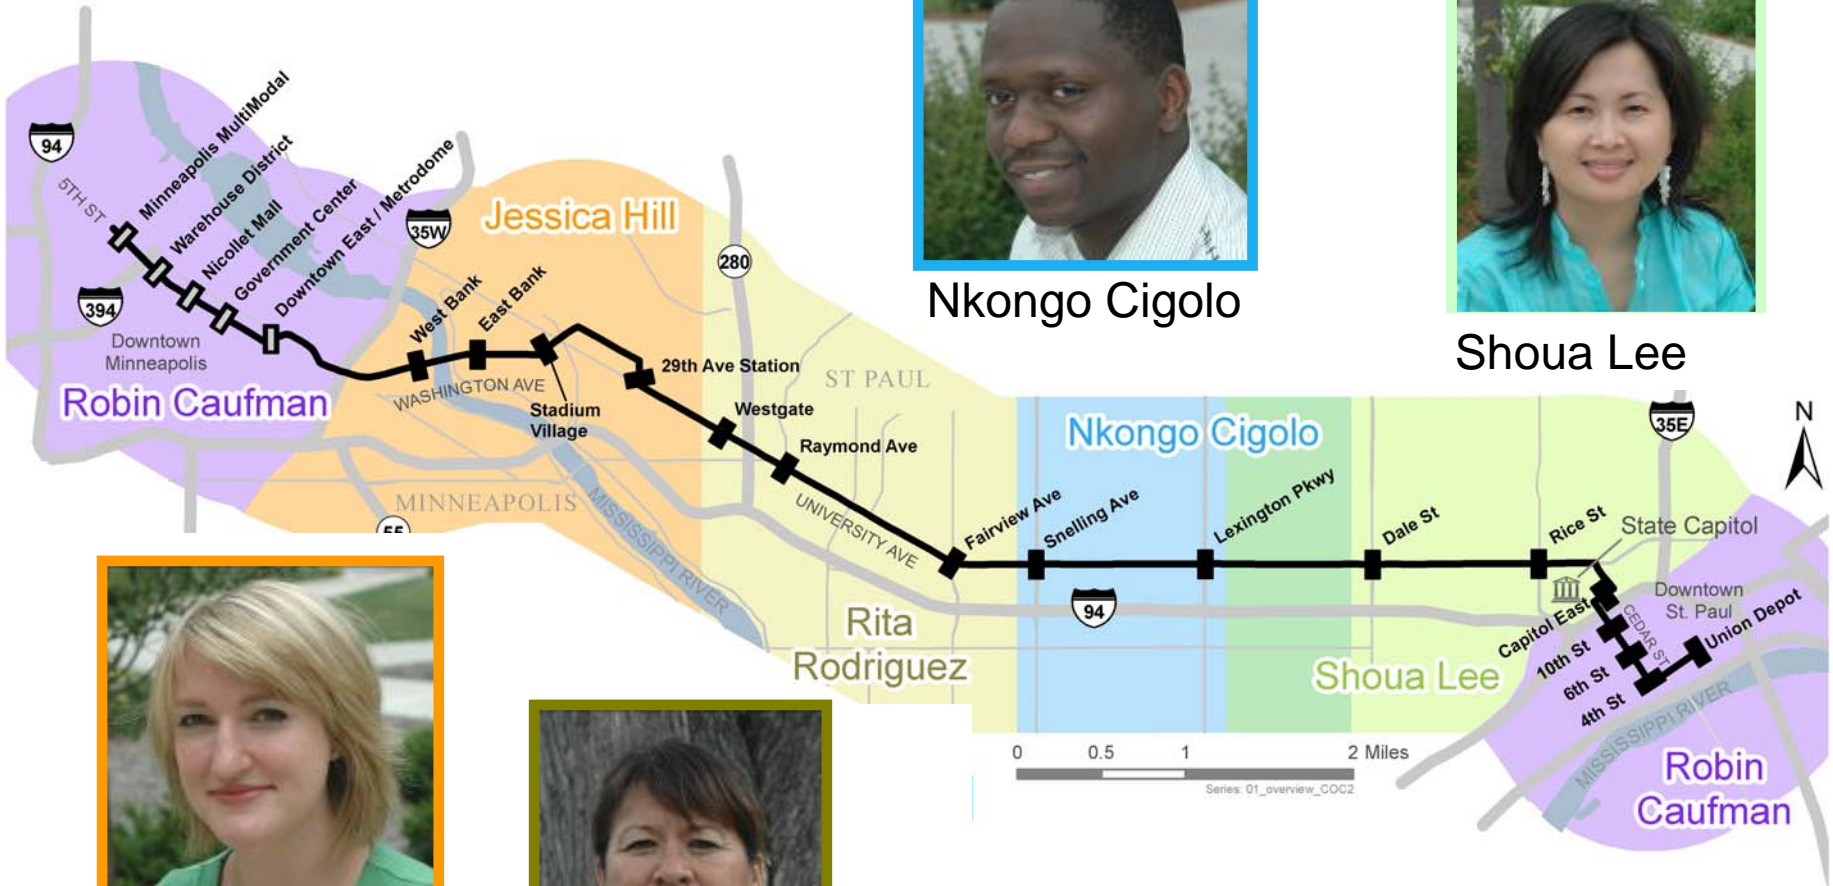 94
5TH ST
Minneapolis MultiModal
Warehouse District
Nicollet Mall
Government Center
Downtown East / Metrodome
394
Downtown
Minneapolis
Robin Caufman
35W
Jessica Hill
West Bank
East Bank
WASHINGTON AVE
Stadium
Village
MINNEAPOLIS
55
MISSISSIPPI RIVER
280
29th Ave Station
Westgate
Raymond Ave
ST PAUL
UNIVERSITY AVE
Rita
Rodriguez
Nkongo Cigolo
Shoua Lee
Nkongo Cigolo
Fairview Ave
Snelling Ave
Lexington Pkwy
Dale St
Rice St
94
Shoua Lee
35E
N
State Capitol
Downtown
St. Paul
Capitol East
10th St
6th St
4th St
CEDAR ST
Union Depot
MISSISSIPPI RIVER
Robin
Caufman
0 0.5 1 2 Miles
Series: 01_overview_COC2